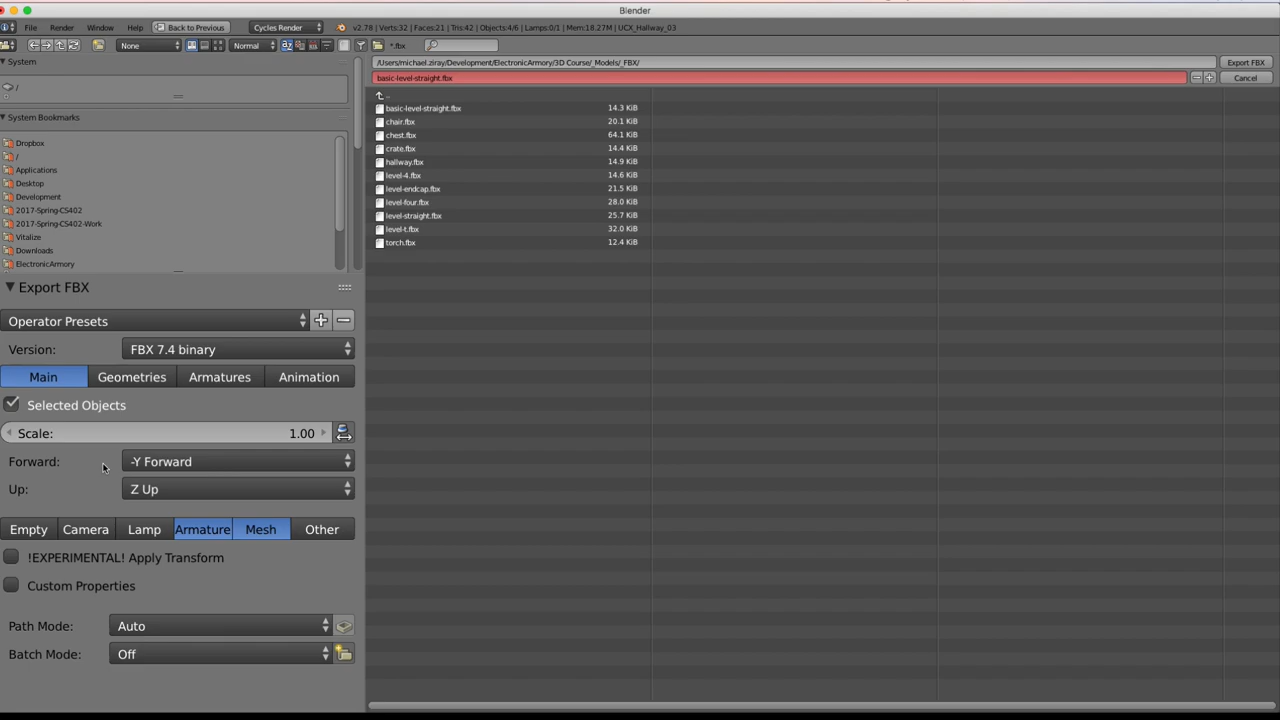 Blender
File Render Window Help Back to Previous Cycles Render v2.78 | Verts:32 | Faces:21 | Tris:42 | Objects:4/6 | Lamps:0/1 | Mem:18.27M | UCX_Hallway_03
None Normal *.fbx
System
/
System Bookmarks
Dropbox
/
Applications
Desktop
Development
2017-Spring-CS402
2017-Spring-CS402-Work
Vitalize
Downloads
ElectronicArmory
Export FBX
Operator Presets
Version: FBX 7.4 binary
Main Geometries Armatures Animation
Selected Objects
Scale: 1.00
Forward: -Y Forward
Up: Z Up
Empty Camera Lamp Armature Mesh Other
!EXPERIMENTAL! Apply Transform
Custom Properties
Path Mode: Auto
Batch Mode: Off
/Users/michael.ziray/Development/ElectronicArmory/3D Course/_Models/_FBX/ Export FBX
basic-level-straight.fbx Cancel
..
basic-level-straight.fbx 14.3 KiB
chair.fbx 20.1 KiB
chest.fbx 64.1 KiB
crate.fbx 14.4 KiB
hallway.fbx 14.9 KiB
level-4.fbx 14.6 KiB
level-endcap.fbx 21.5 KiB
level-four.fbx 28.0 KiB
level-straight.fbx 25.7 KiB
level-t.fbx 32.0 KiB
torch.fbx 12.4 KiB